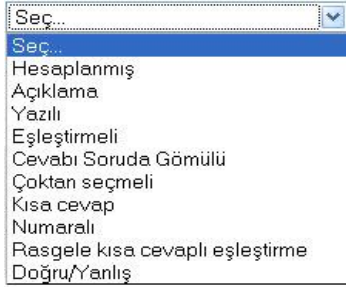 Seç...
Seç...
Hesaplanmış
Açıklama
Yazılı
Eşleştirmeli
Cevabı Soruda Gömülü
Çoktan seçmeli
Kısa cevap
Numaralı
Rasgele kısa cevaplı eşleştirme
Doğru/Yanlış